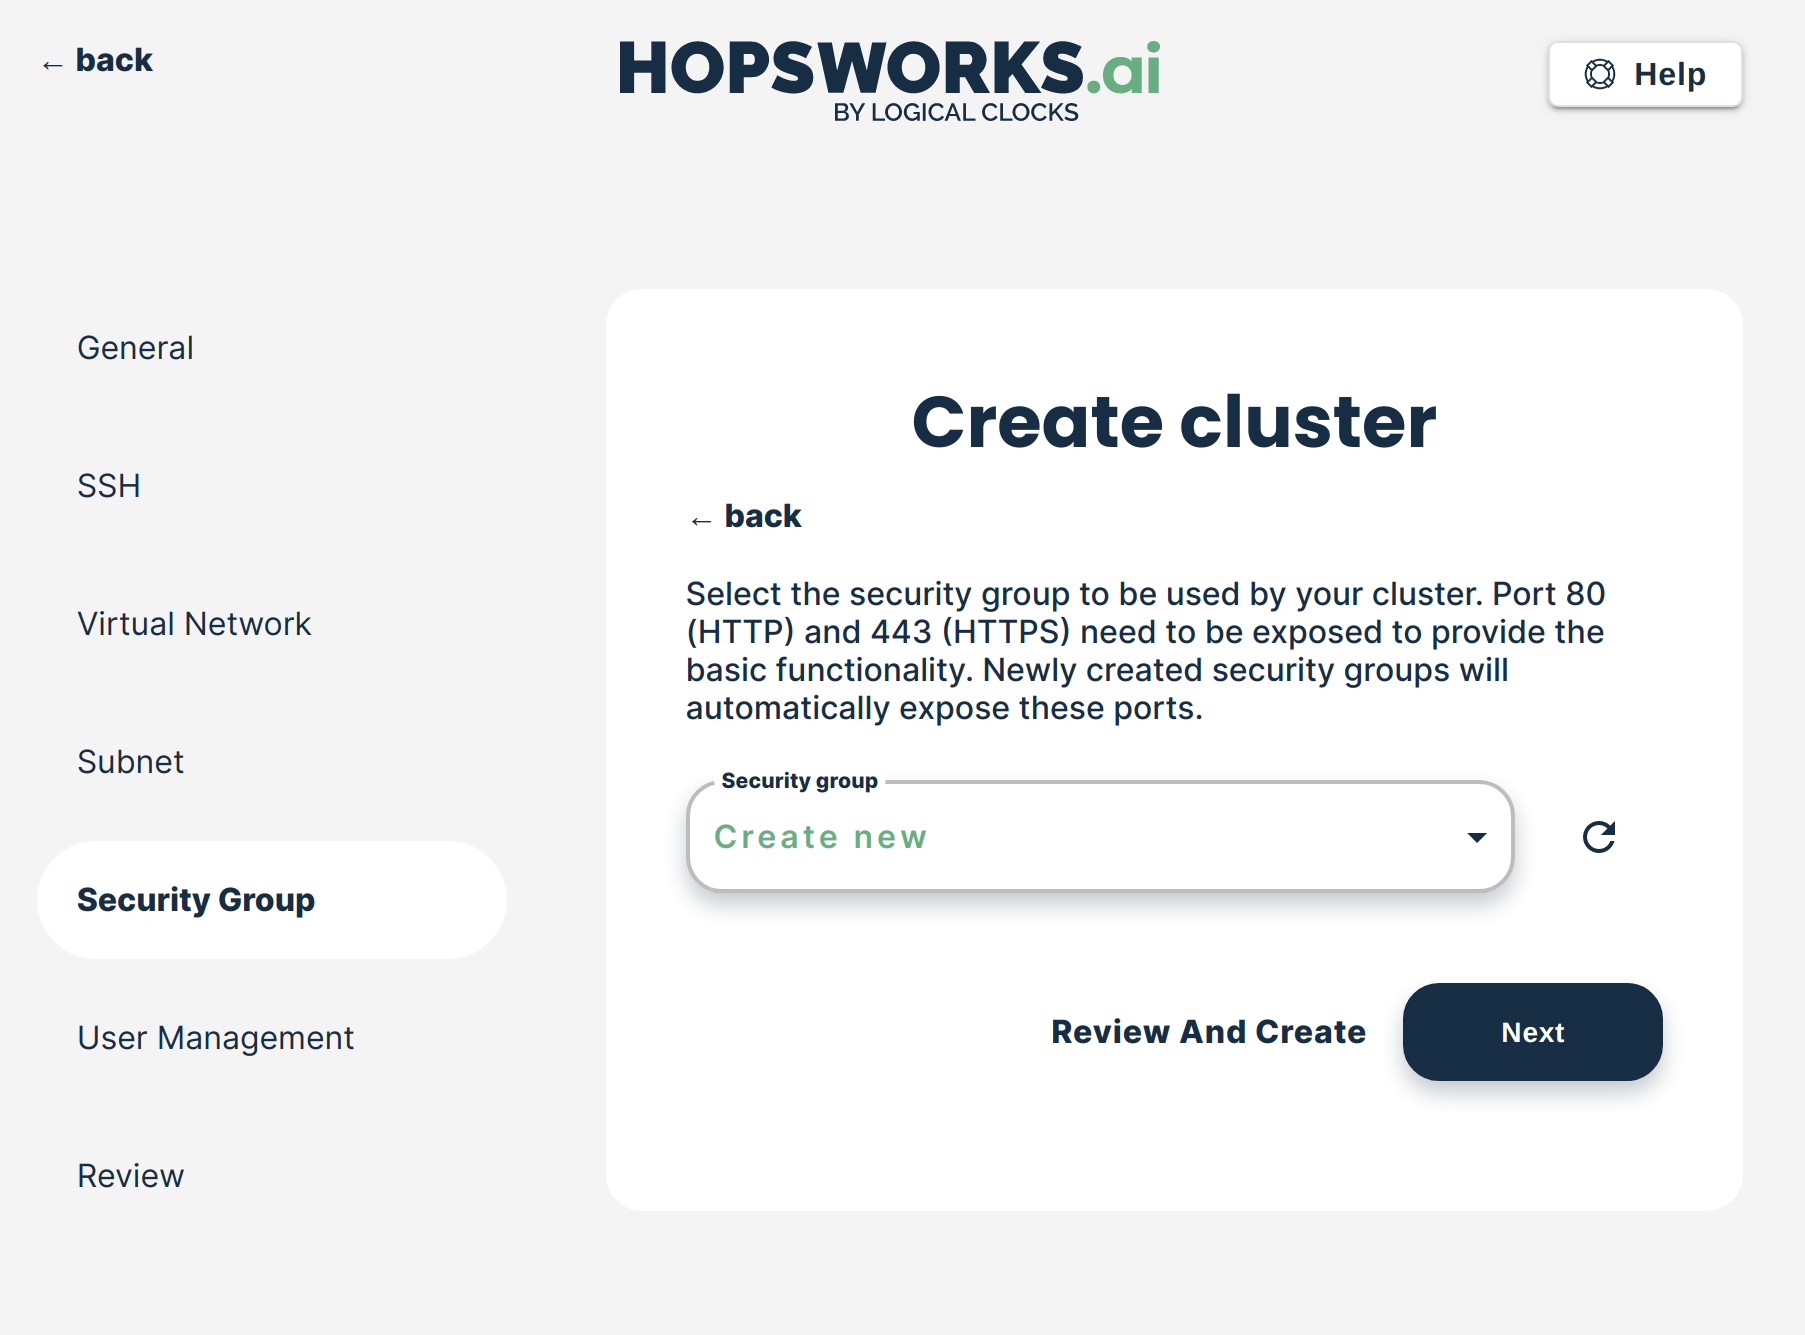 ← back
HOPSWORKS.ai
BY LOGICAL CLOCKS
Help
General
SSH
Virtual Network
Subnet
Security Group
User Management
Review
Create cluster
← back
Select the security group to be used by your cluster. Port 80
(HTTP) and 443 (HTTPS) need to be exposed to provide the
basic functionality. Newly created security groups will
automatically expose these ports.
Security group
Create new
Review And Create
Next